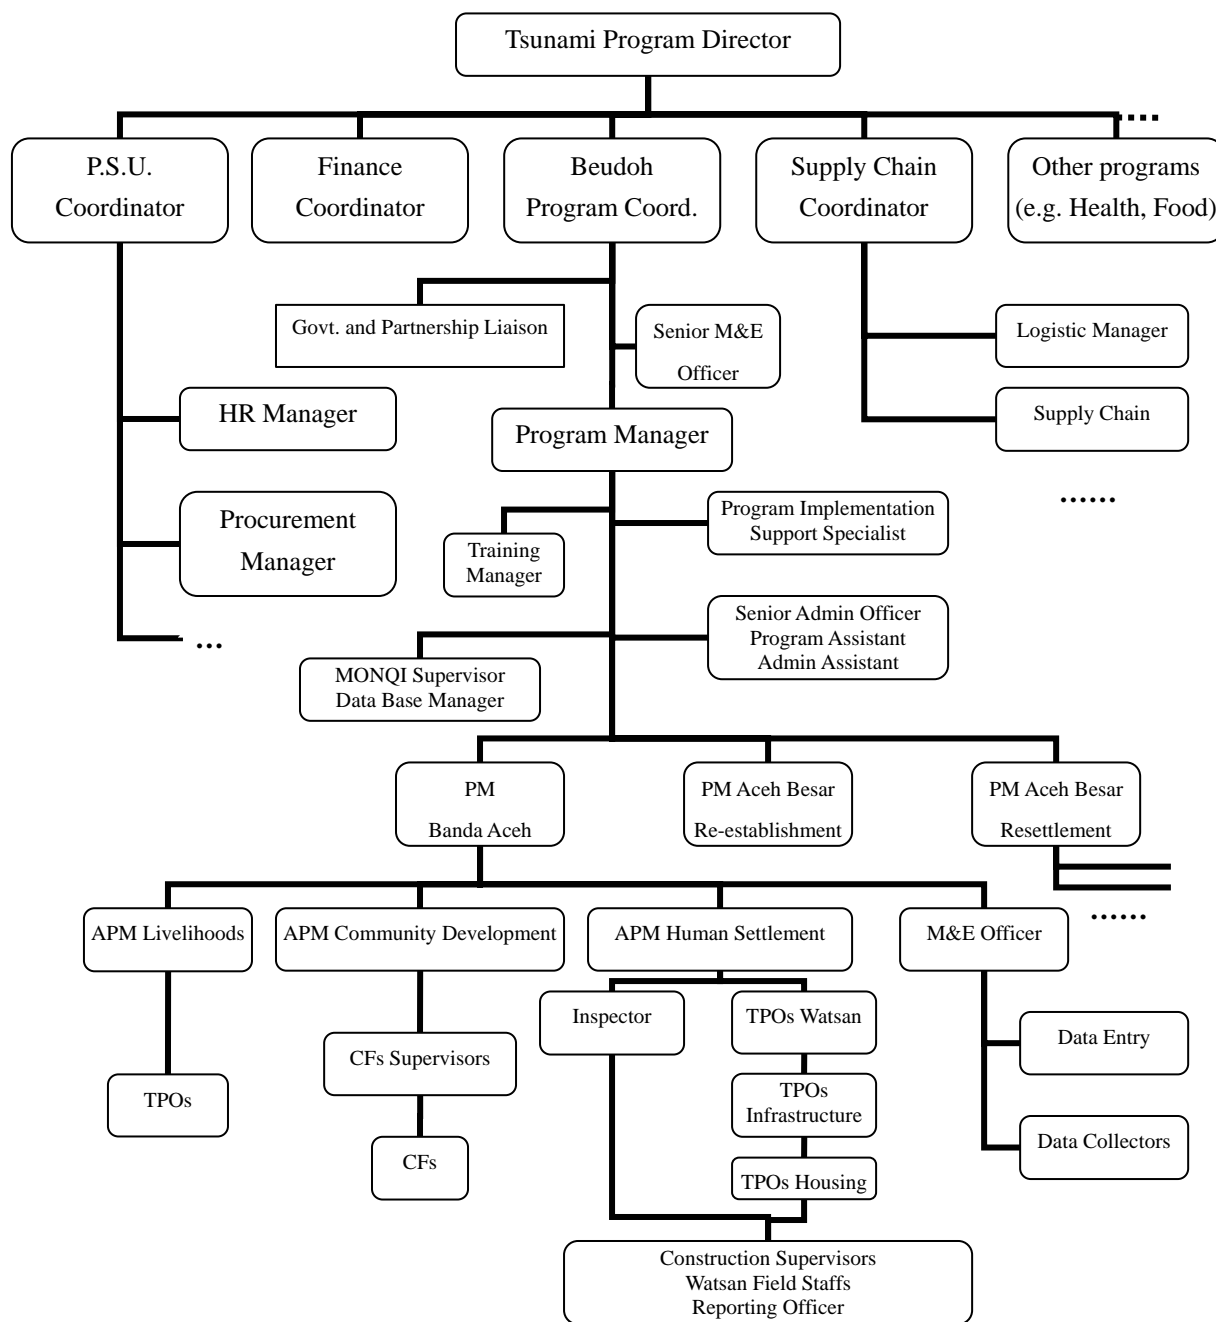 Tsunami Program Director
P.S.U.
Coordinator
Finance
Coordinator
Beudoh
Program Coord.
Supply Chain
Coordinator
Other programs
(e.g. Health, Food)
Govt. and Partnership Liaison
Senior M&E
Officer
Logistic Manager
HR Manager
Program Manager
Supply Chain
......
Procurement
Manager
Training
Manager
Program Implementation
Support Specialist
...
Senior Admin Officer
Program Assistant
Admin Assistant
MONQI Supervisor
Data Base Manager
PM
Banda Aceh
PM Aceh Besar
Re-establishment
PM Aceh Besar
Resettlement
......
APM Livelihoods
APM Community Development
APM Human Settlement
M&E Officer
Inspector
TPOs Watsan
Data Entry
CFs Supervisors
TPOs
TPOs
Infrastructure
Data Collectors
CFs
TPOs Housing
Construction Supervisors
Watsan Field Staffs
Reporting Officer